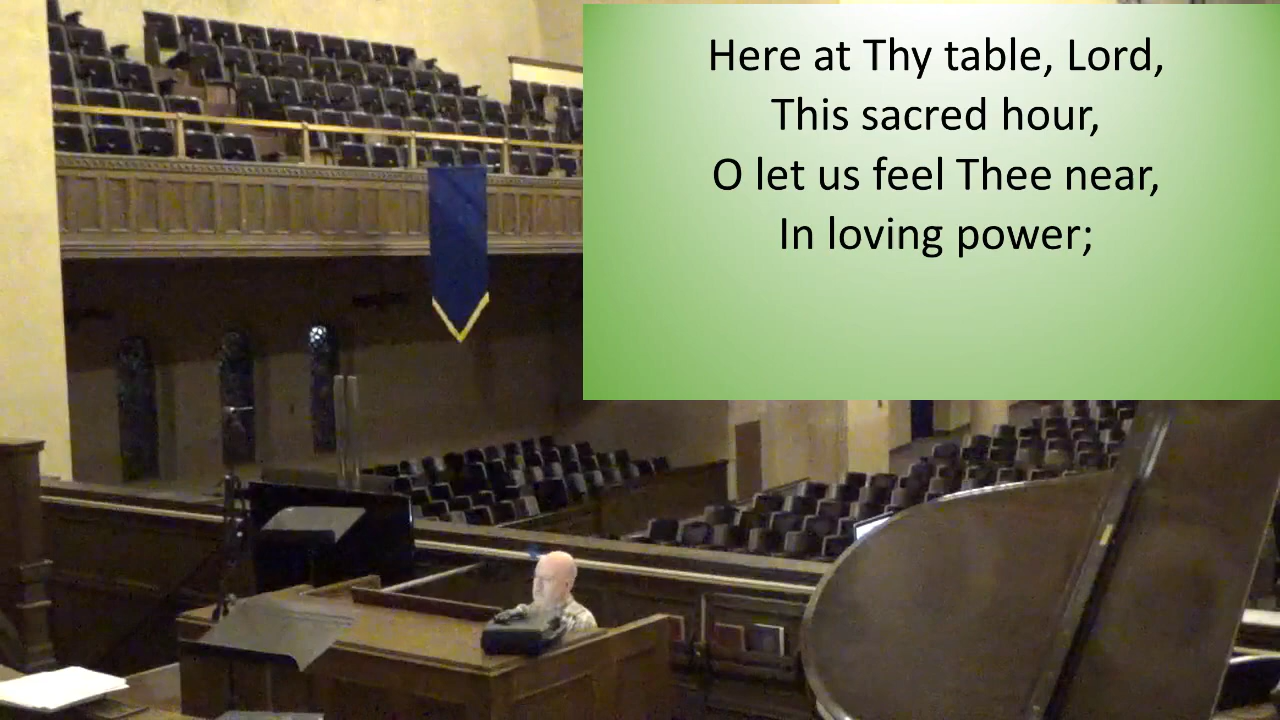 Here at Thy table, Lord,
This sacred hour,
O let us feel Thee near,
In loving power;